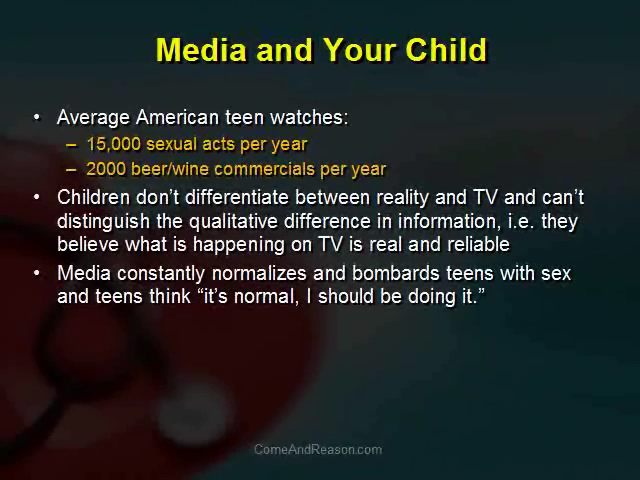 Media and Your Child
• Average American teen watches:
– 15,000 sexual acts per year
– 2000 beer/wine commercials per year
• Children don’t differentiate between reality and TV and can’t
distinguish the qualitative difference in information, i.e. they
believe what is happening on TV is real and reliable
• Media constantly normalizes and bombards teens with sex
and teens think “it’s normal, I should be doing it.”
ComeAndReason.com